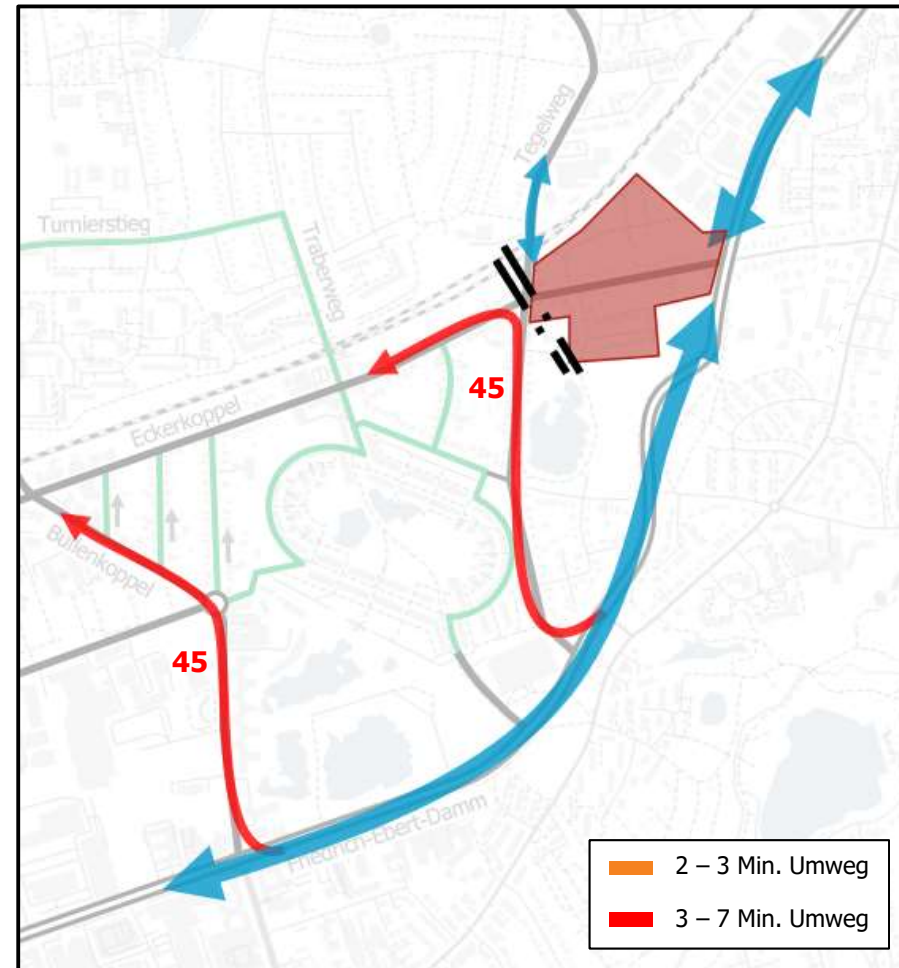 Tegelweg
Turnierstieg
Traberweg
45
Eckerkoppel
Bullenkoppel
45
Friedrich-Ebert-Damm
2 – 3 Min. Umweg
3 – 7 Min. Umweg